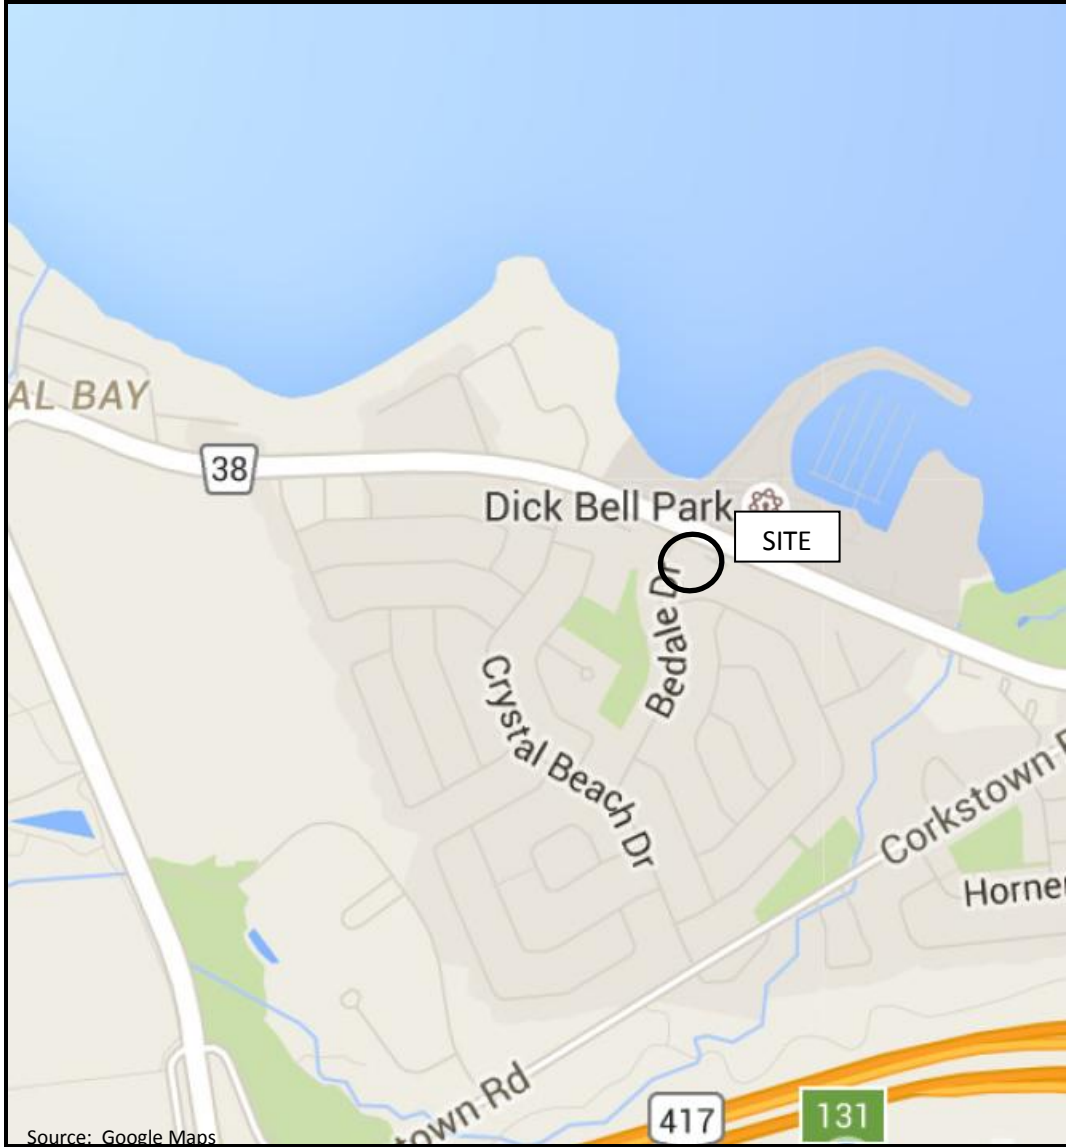 AL BAY
38
Dick Bell Park
SITE
Bedale Dr
Crystal Beach Dr
Corkstown
Horner
town Rd
417
131
Source: Google Maps